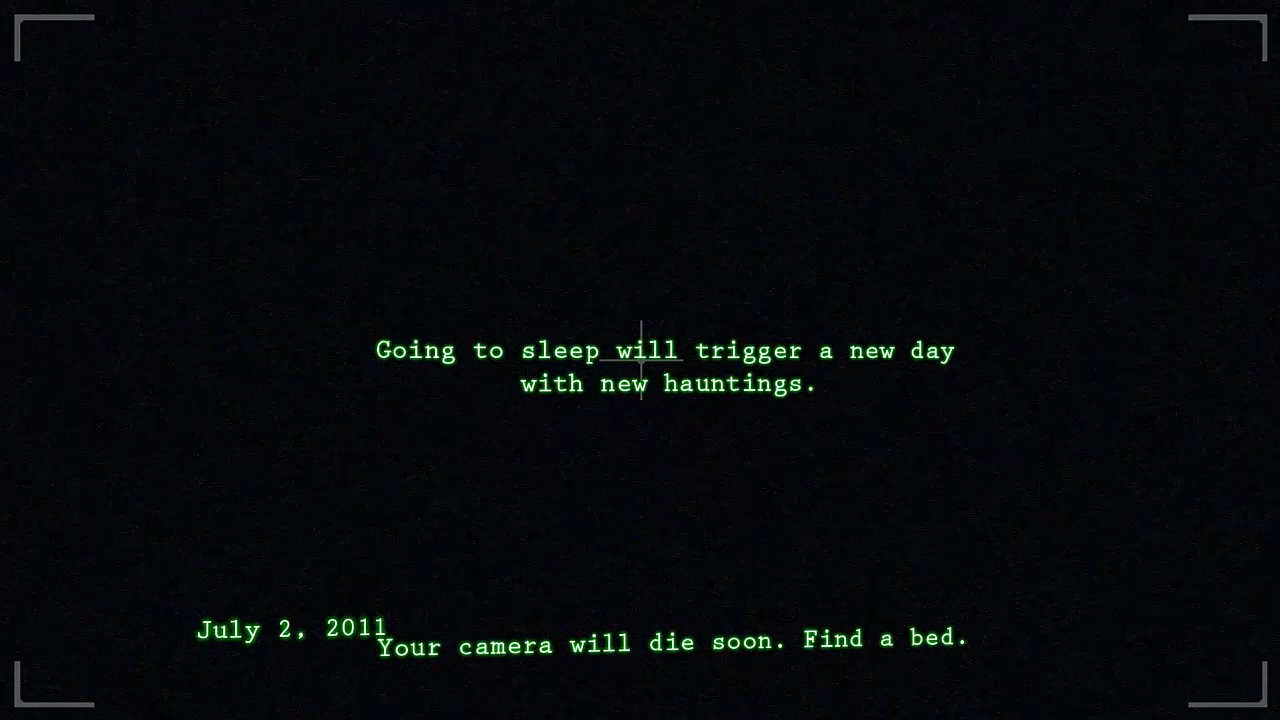 Going to sleep will trigger a new day
with new hauntings.
July 2, 2011
Your camera will die soon. Find a bed.